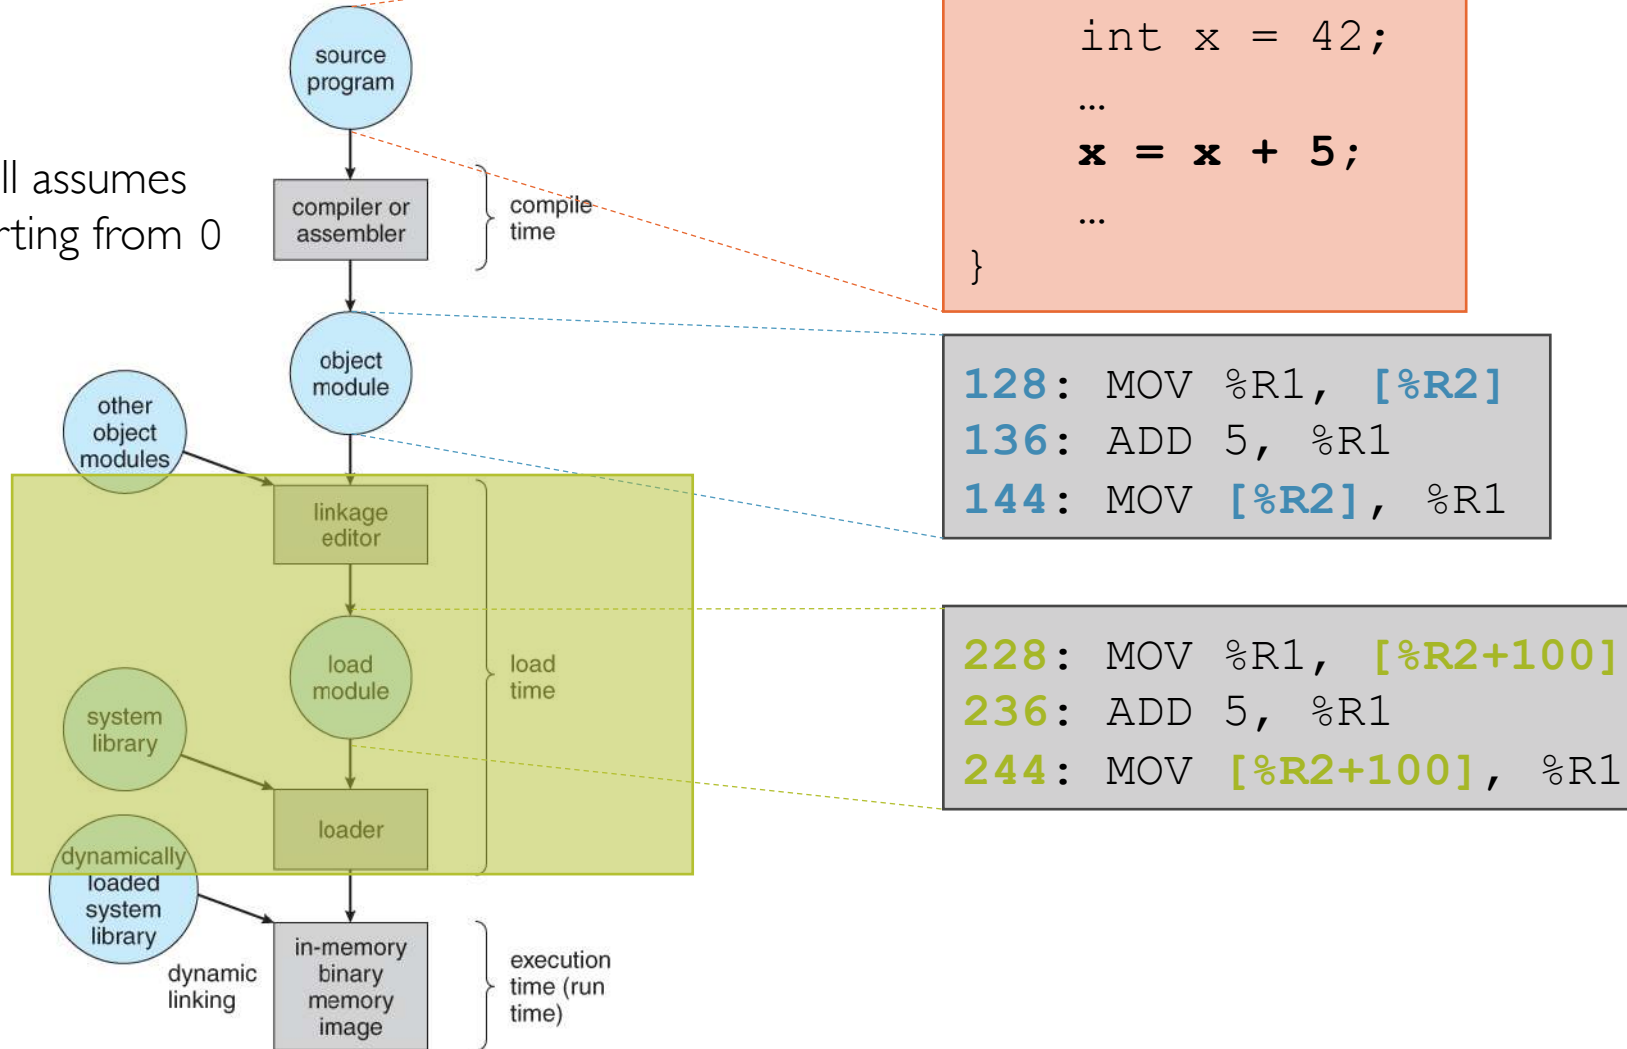 source
program
ll assumes
rting from 0
compiler or
assembler
compile
time
object
module
other
object
modules
linkage
editor
load
module
load
time
system
library
loader
dynamically
loaded
system
library
dynamic
linking
in-memory
binary
memory
image
execution
time (run
time)
int x = 42;
…
x = x + 5;
…
}
128: MOV %R1, [%R2]
136: ADD 5, %R1
144: MOV [%R2], %R1
228: MOV %R1, [%R2+100]
236: ADD 5, %R1
244: MOV [%R2+100], %R1